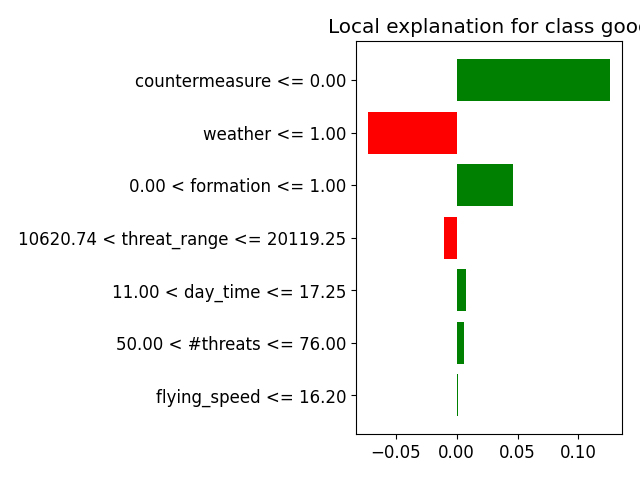 Local explanation for class good
countermeasure <= 0.00
weather <= 1.00
0.00 < formation <= 1.00
10620.74 < threat_range <= 20119.25
11.00 < day_time <= 17.25
50.00 < #threats <= 76.00
flying_speed <= 16.20
−0.05 0.00 0.05 0.10